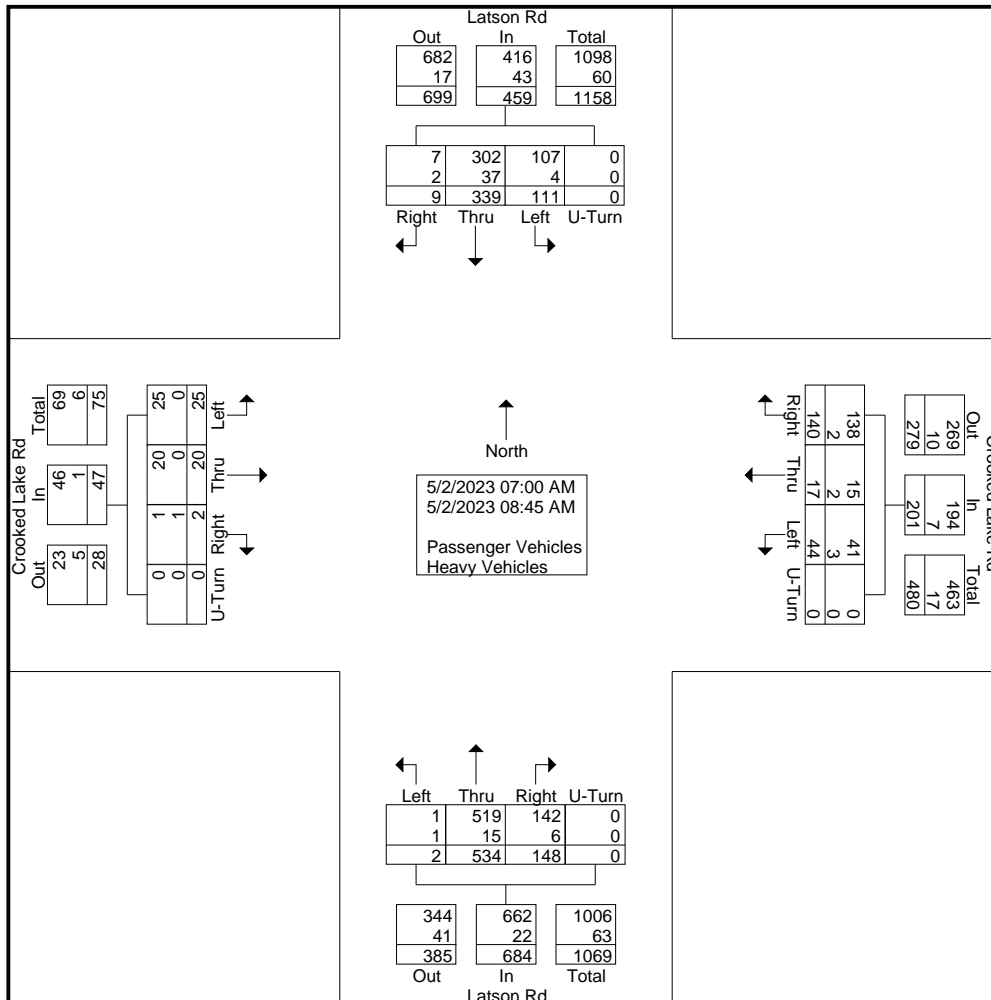 Latson Rd
Out In Total
682 416 1098
17 43 60
699 459 1158
7 302 107 0
2 37 4 0
9 339 111 0
Right Thru Left U-Turn
Crooked Lake Rd
Total In Out
69 46 23
6 1 5
75 47 28
25 20 1 0
0 0 1 0
25 20 2 0
Left Thru Right U-Turn
North
5/2/2023 07:00 AM
5/2/2023 08:45 AM
Passenger Vehicles
Heavy Vehicles
Right Thru Left U-Turn
138 15 41 0
2 2 3 0
140 17 44 0
Out In Total
269 194 463
10 7 17
279 201 480
Crooked Lake Rd
Left Thru Right U-Turn
1 519 142 0
1 15 6 0
2 534 148 0
344 662 1006
41 22 63
385 684 1069
Out In Total
Latson Rd